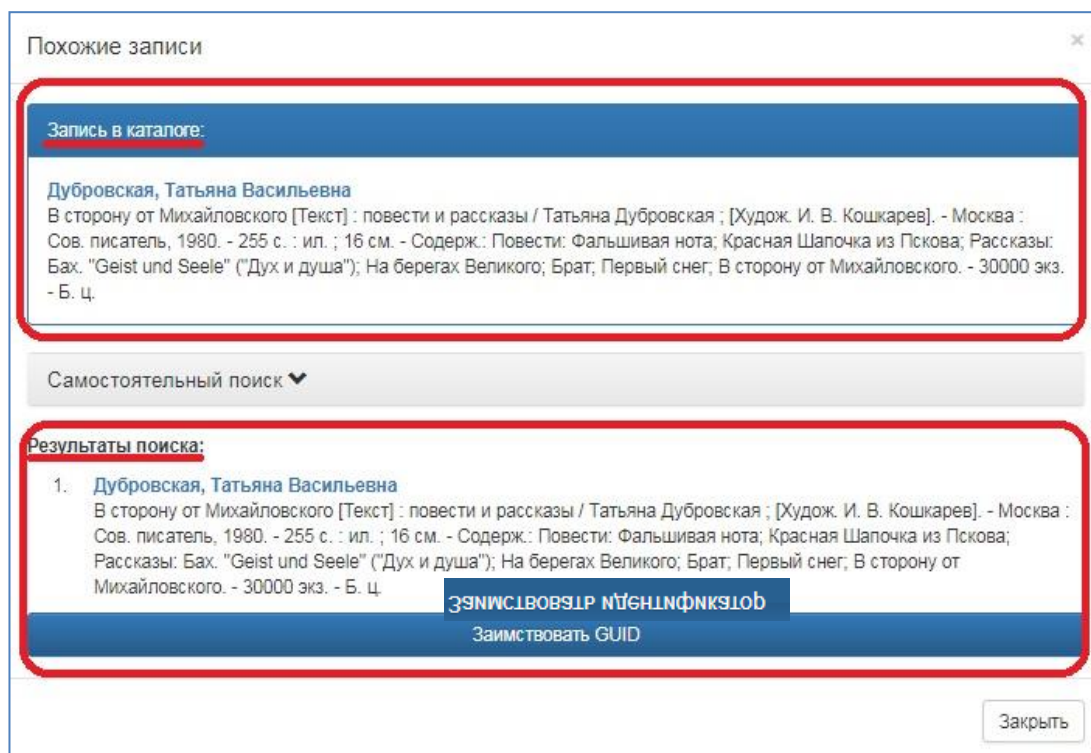 Похожие записи
×
Запись в каталоге:
Дубровская, Татьяна Васильевна
В сторону от Михайловского [Текст] : повести и рассказы / Татьяна Дубровская ; [Худож. И. В. Кошкарев]. - Москва :
Сов. писатель, 1980. - 255 с. : ил. ; 16 см. - Содерж.: Повести: Фальшивая нота; Красная Шапочка из Пскова; Рассказы:
Бах. "Geist und Seele" ("Дух и душа"); На берегах Великого; Брат; Первый снег; В сторону от Михайловского. - 30000 экз.
- Б. ц.
Самостоятельный поиск
Результаты поиска:
1. Дубровская, Татьяна Васильевна
В сторону от Михайловского [Текст] : повести и рассказы / Татьяна Дубровская ; [Худож. И. В. Кошкарев]. - Москва :
Сов. писатель, 1980. - 255 с. : ил. ; 16 см. - Содерж.: Повести: Фальшивая нота; Красная Шапочка из Пскова;
Рассказы: Бах. "Geist und Seele" ("Дух и душа"); На берегах Великого; Брат; Первый снег; В сторону от
Михайловского. - 30000 экз. - Б. ц.
Заимствовать идентификатор
Заимствовать GUID
Закрыть